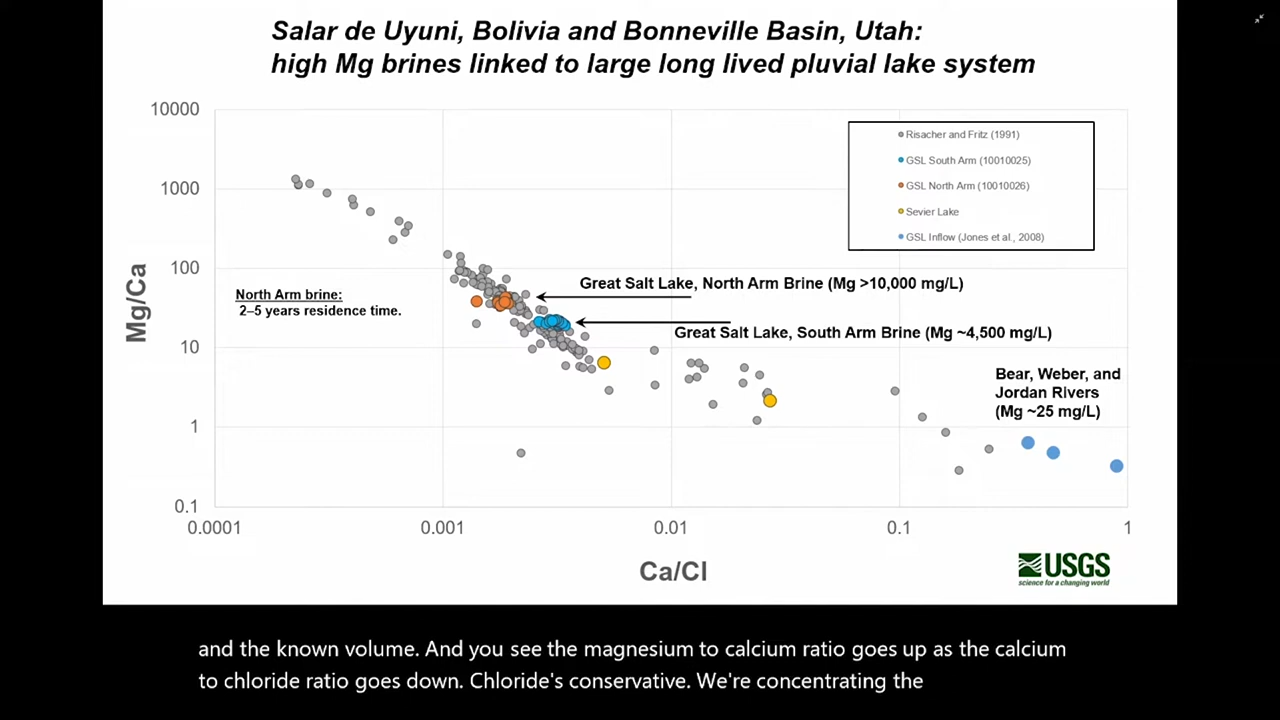 Salar de Uyuni, Bolivia and Bonneville Basin, Utah:
high Mg brines linked to large long lived pluvial lake system
10000
1000
100
10
1
0.1
Mg/Ca
0.0001
0.001
0.01
0.1
1
Ca/Cl
Risacher and Fritz (1991)
GSL South Arm (10010025)
GSL North Arm (10010026)
Sevier Lake
GSL Inflow (Jones et al., 2008)
North Arm brine:
2–5 years residence time.
Great Salt Lake, North Arm Brine (Mg >10,000 mg/L)
Great Salt Lake, South Arm Brine (Mg ~4,500 mg/L)
Bear, Weber, and
Jordan Rivers
(Mg ~25 mg/L)
USGS
science for a changing world
and the known volume. And you see the magnesium to calcium ratio goes up as the calcium
to chloride ratio goes down. Chloride's conservative. We're concentrating the